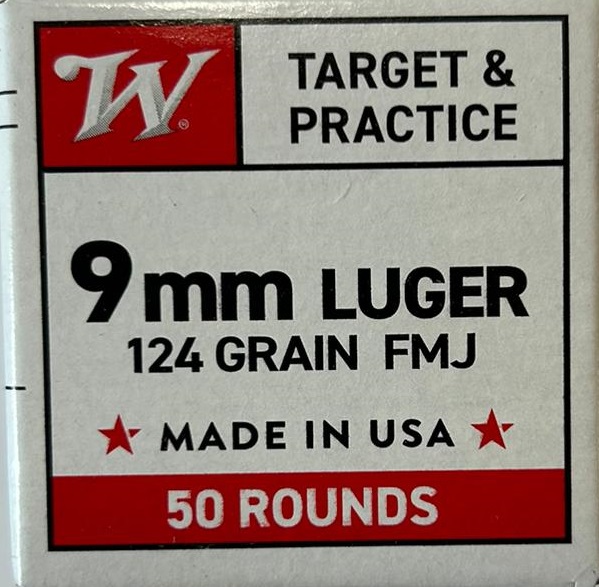 W®
TARGET &
PRACTICE
9mm LUGER
124 GRAIN FMJ
★ MADE IN USA ★
50 ROUNDS